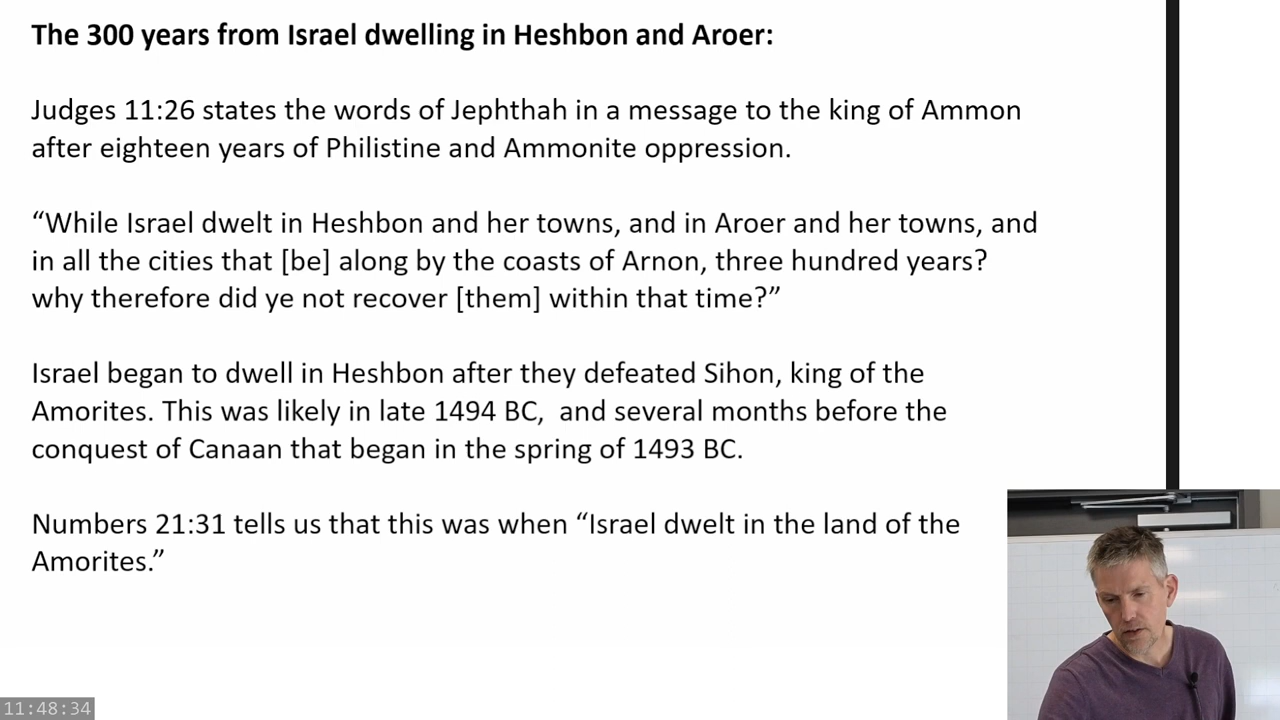 The 300 years from Israel dwelling in Heshbon and Aroer:
Judges 11:26 states the words of Jephthah in a message to the king of Ammon
after eighteen years of Philistine and Ammonite oppression.
“While Israel dwelt in Heshbon and her towns, and in Aroer and her towns, and
in all the cities that [be] along by the coasts of Arnon, three hundred years?
why therefore did ye not recover [them] within that time?”
Israel began to dwell in Heshbon after they defeated Sihon, king of the
Amorites. This was likely in late 1494 BC,  and several months before the
conquest of Canaan that began in the spring of 1493 BC.
Numbers 21:31 tells us that this was when “Israel dwelt in the land of the
Amorites.”
11:48:34